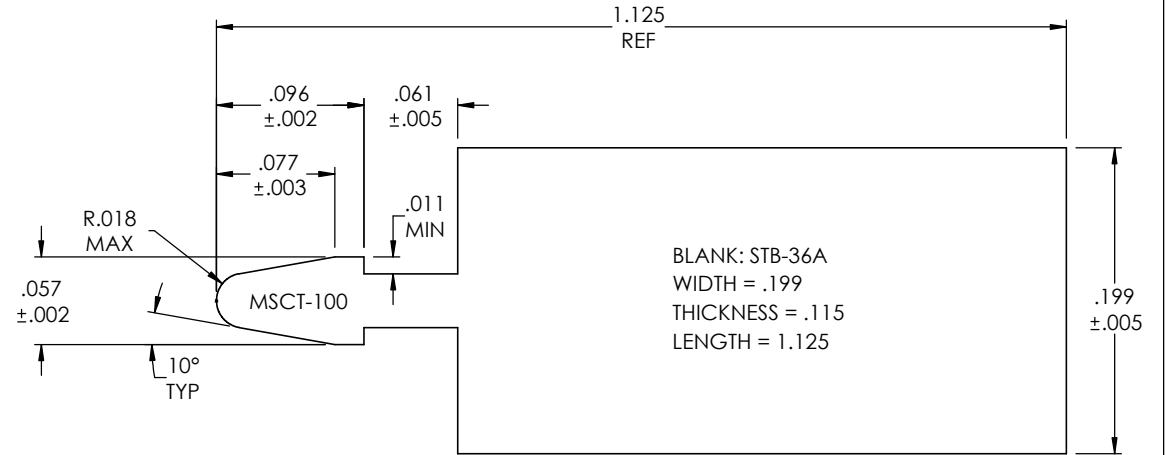 1.125
REF
.096
±.002
.061
±.005
.077
±.003
.011
MIN
R.018
MAX
.057
±.002
MSCT-100
10°
TYP
BLANK: STB-36A
WIDTH = .199
THICKNESS = .115
LENGTH = 1.125
.199
±.005